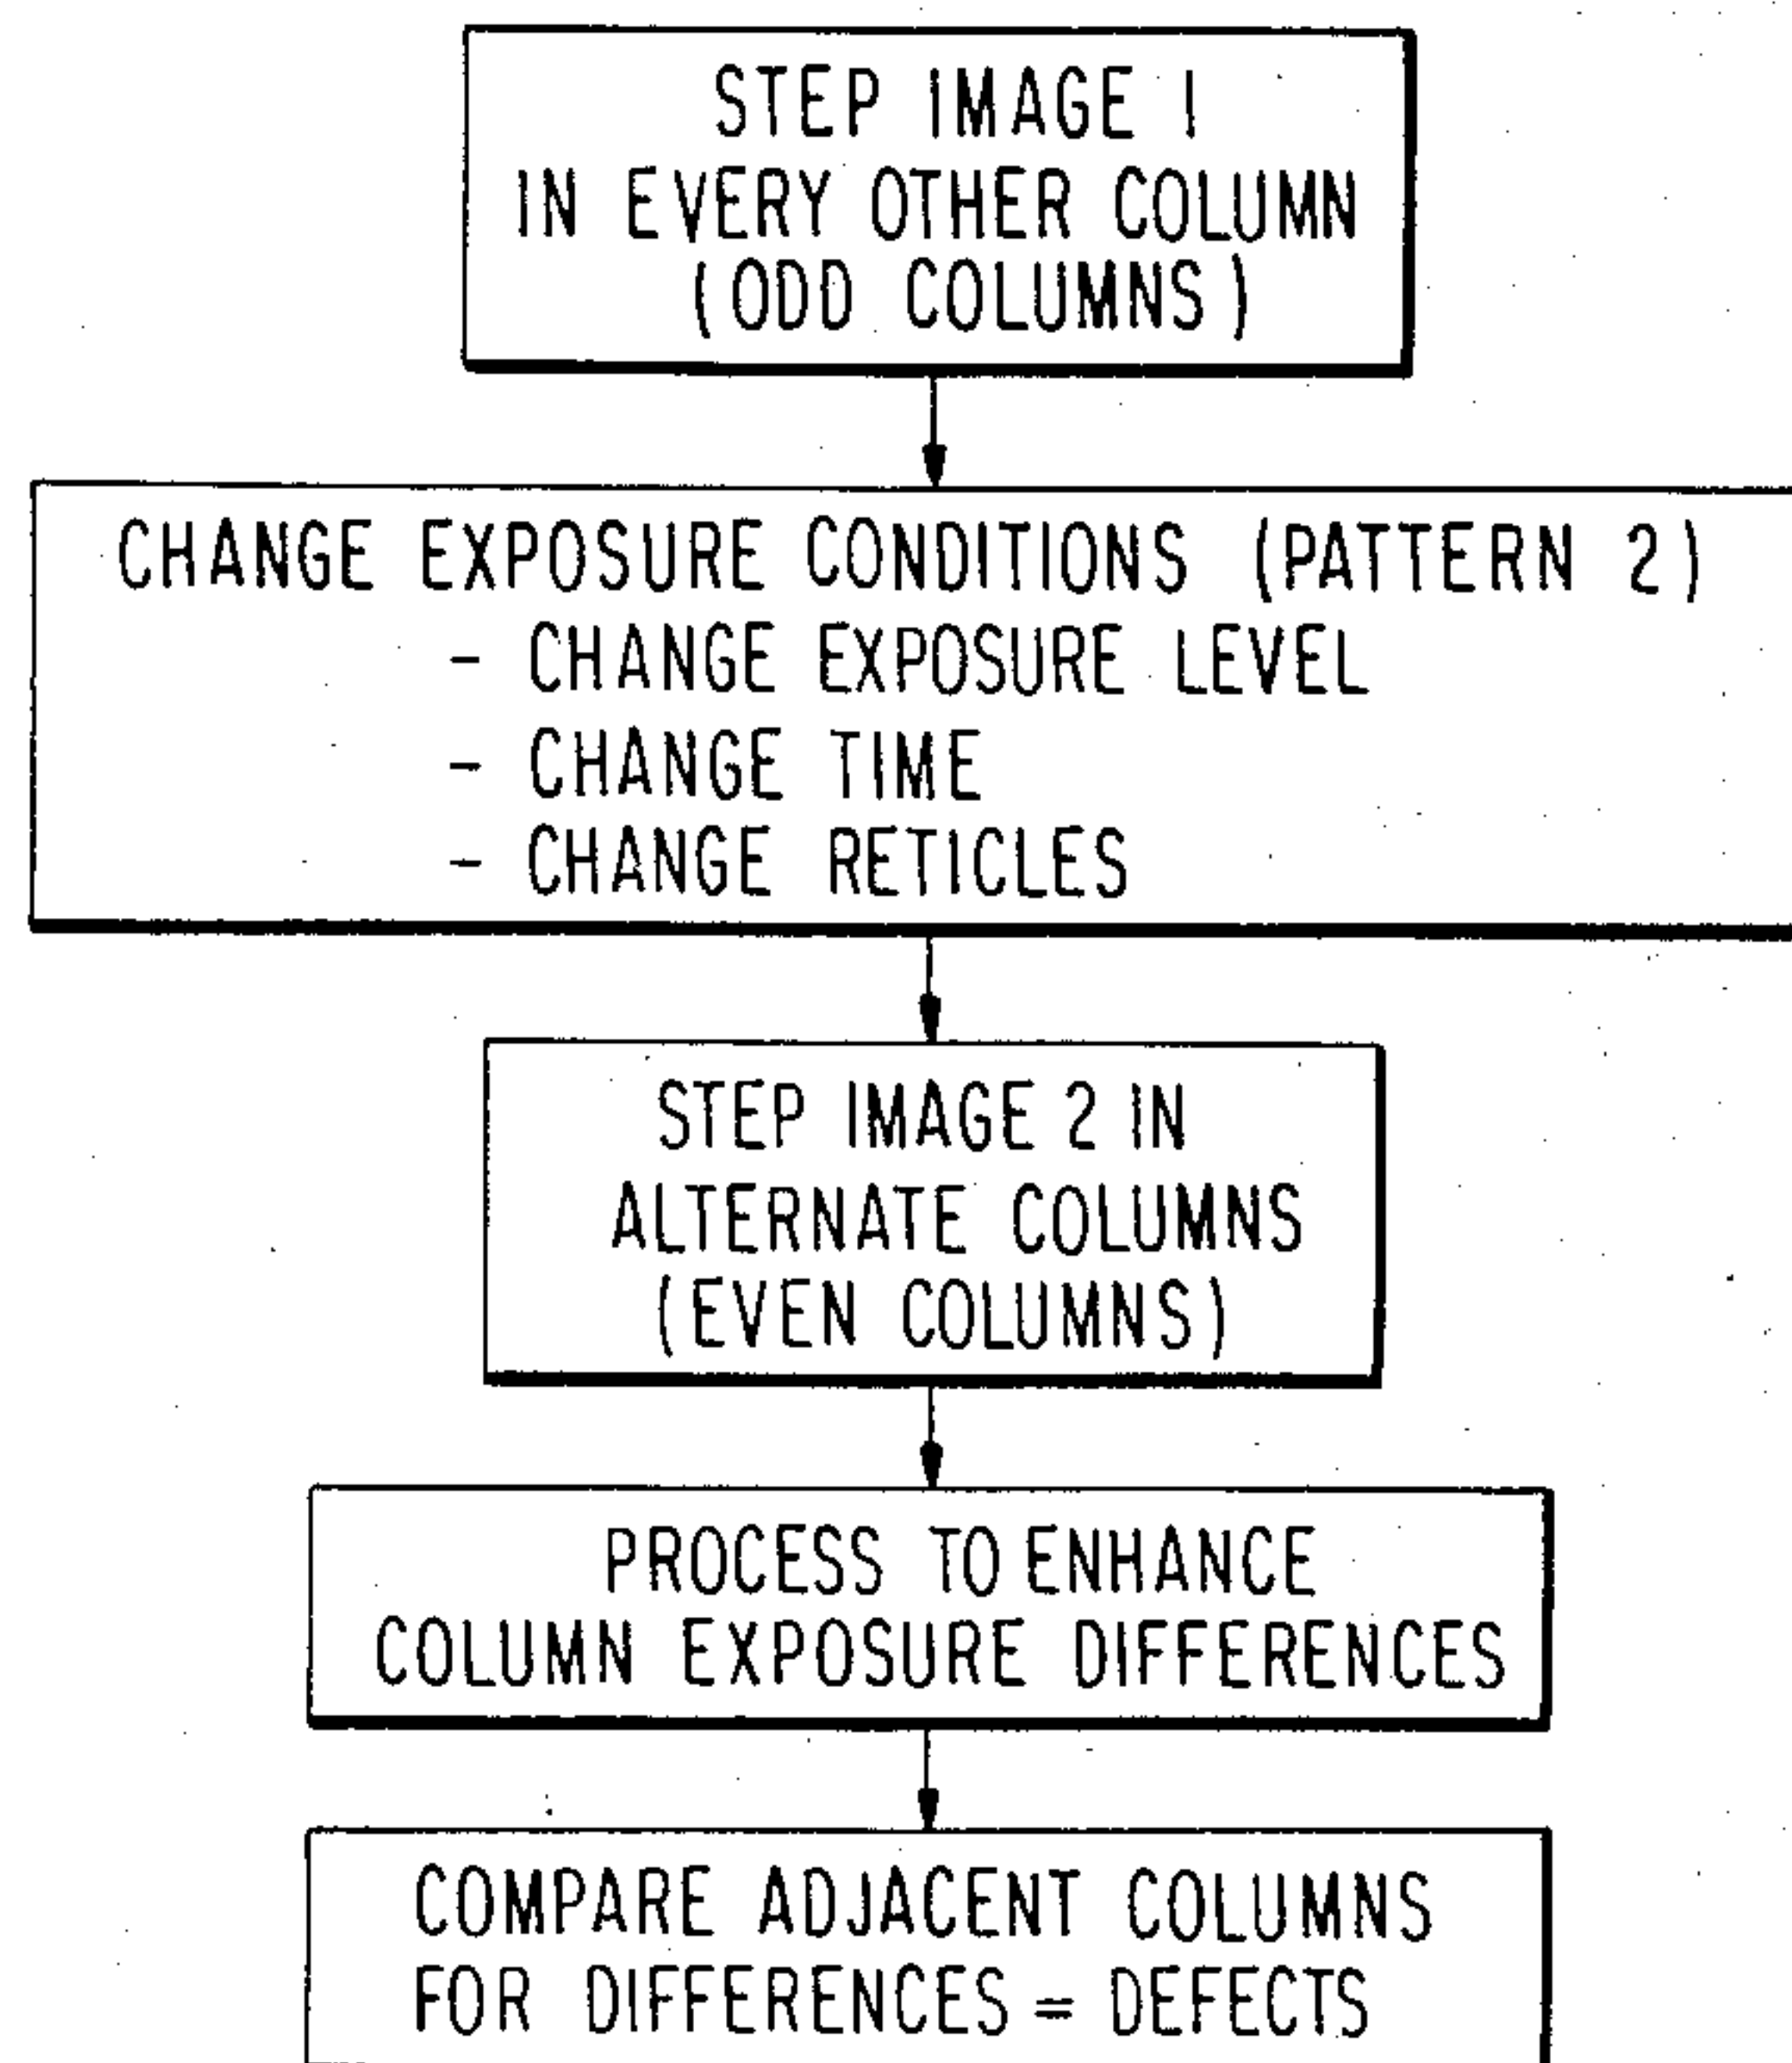 STEP IMAGE 1
IN EVERY OTHER COLUMN
(ODD COLUMNS)
CHANGE EXPOSURE CONDITIONS (PATTERN 2)
- CHANGE EXPOSURE LEVEL
- CHANGE TIME
- CHANGE RETICLES
STEP IMAGE 2 IN
ALTERNATE COLUMNS
(EVEN COLUMNS)
PROCESS TO ENHANCE
COLUMN EXPOSURE DIFFERENCES
COMPARE ADJACENT COLUMNS
FOR DIFFERENCES = DEFECTS